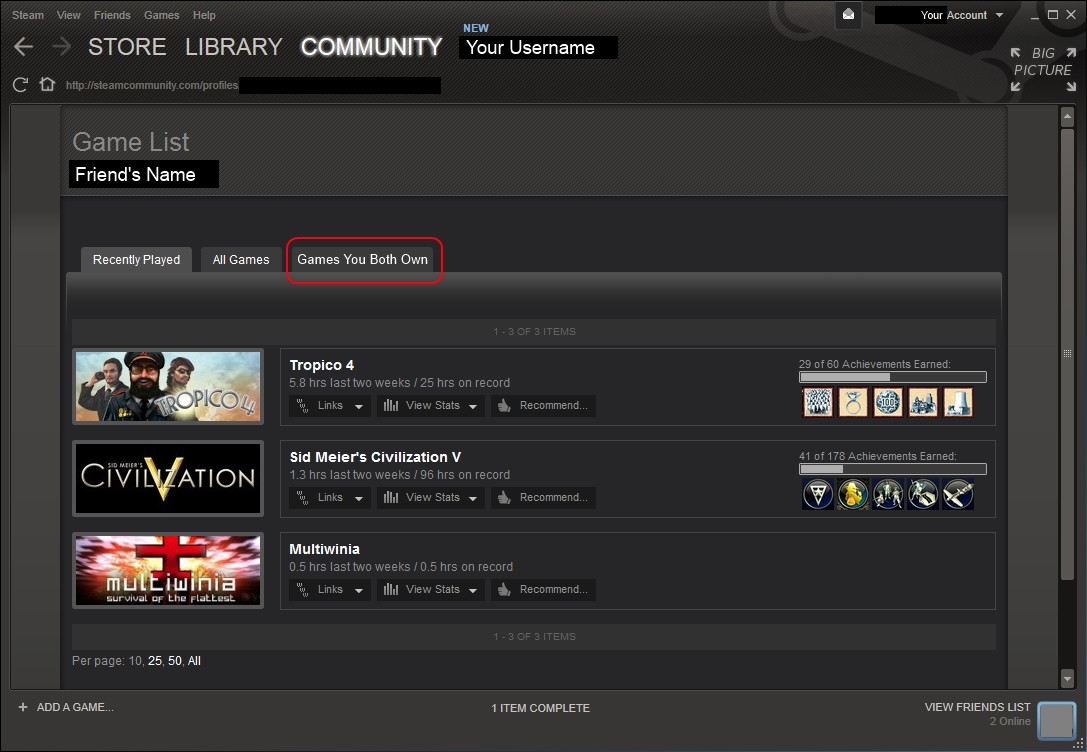 Steam View Friends Games Help
Your Account
STORE LIBRARY COMMUNITY
NEW
Your Username
BIG
PICTURE
http://steamcommunity.com/profiles
Game List
Friend's Name
Recently Played All Games Games You Both Own
1 - 3 OF 3 ITEMS
TROPICO 4
Tropico 4
5.8 hrs last two weeks / 25 hrs on record
Links View Stats Recommend...
29 of 60 Achievements Earned:
100
SID MEIER'S
CIVILIZATION
V
Sid Meier's Civilization V
1.3 hrs last two weeks / 96 hrs on record
Links View Stats Recommend...
41 of 178 Achievements Earned:
multiwinia
survival of the flattest
Multiwinia
0.5 hrs last two weeks / 0.5 hrs on record
Links View Stats Recommend...
1 - 3 OF 3 ITEMS
Per page: 10, 25, 50, All
+ ADD A GAME...
1 ITEM COMPLETE
VIEW FRIENDS LIST
2 Online